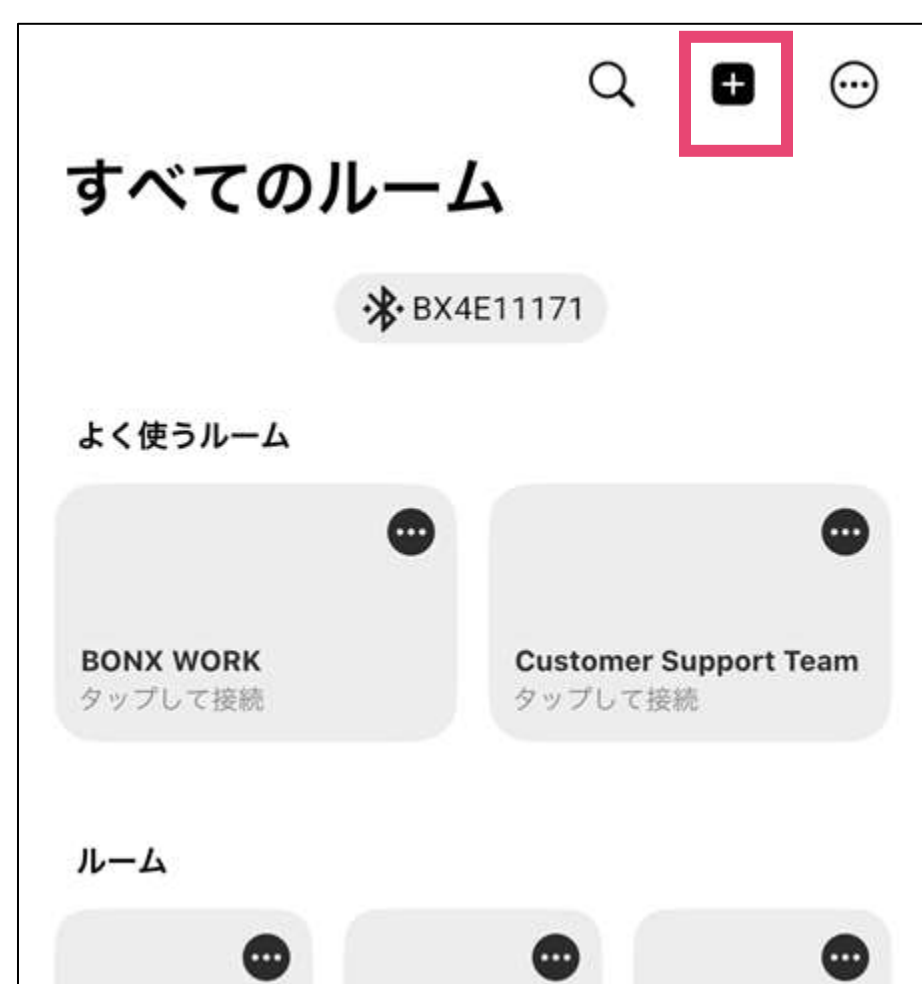 すべてのルーム
BX4E11171
よく使うルーム
BONX WORK
タップして接続
Customer Support Team
タップして接続
ルーム